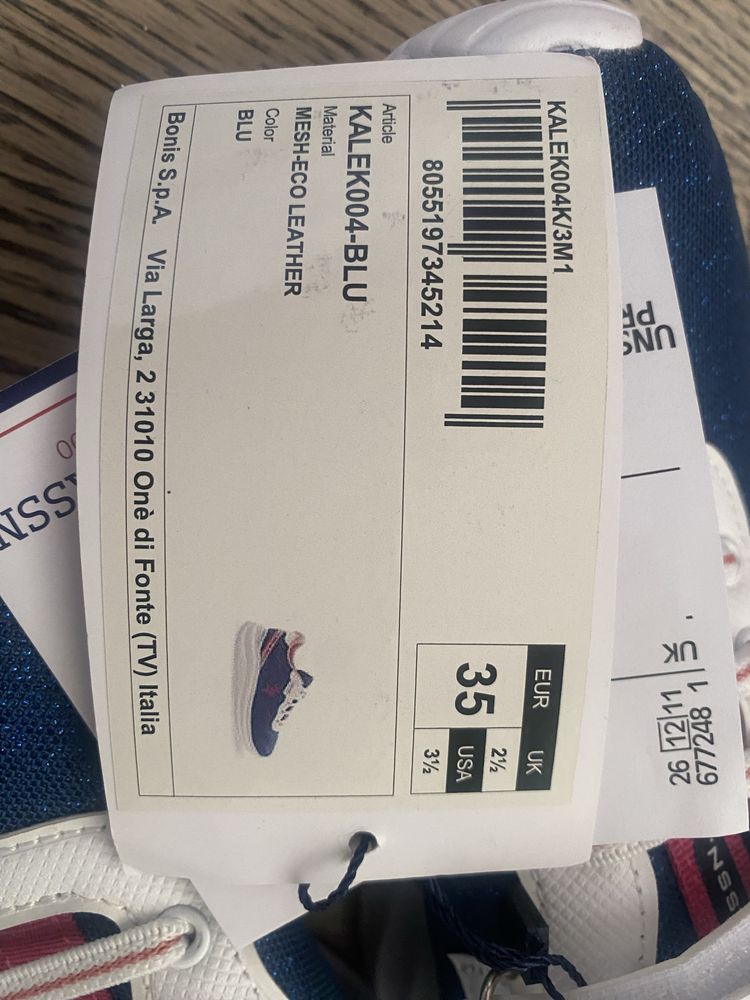 KALEK004K/3M1
8055197345214
EUR
UK
35
2½
USA
3½
Article
KALEK004-BLU
Material
MESH-ECO LEATHER
Color
BLU
Bonis S.p.A. Via Larga, 2 31010 Onè di Fonte (TV) Italia
UK 1
677248
26 12 11